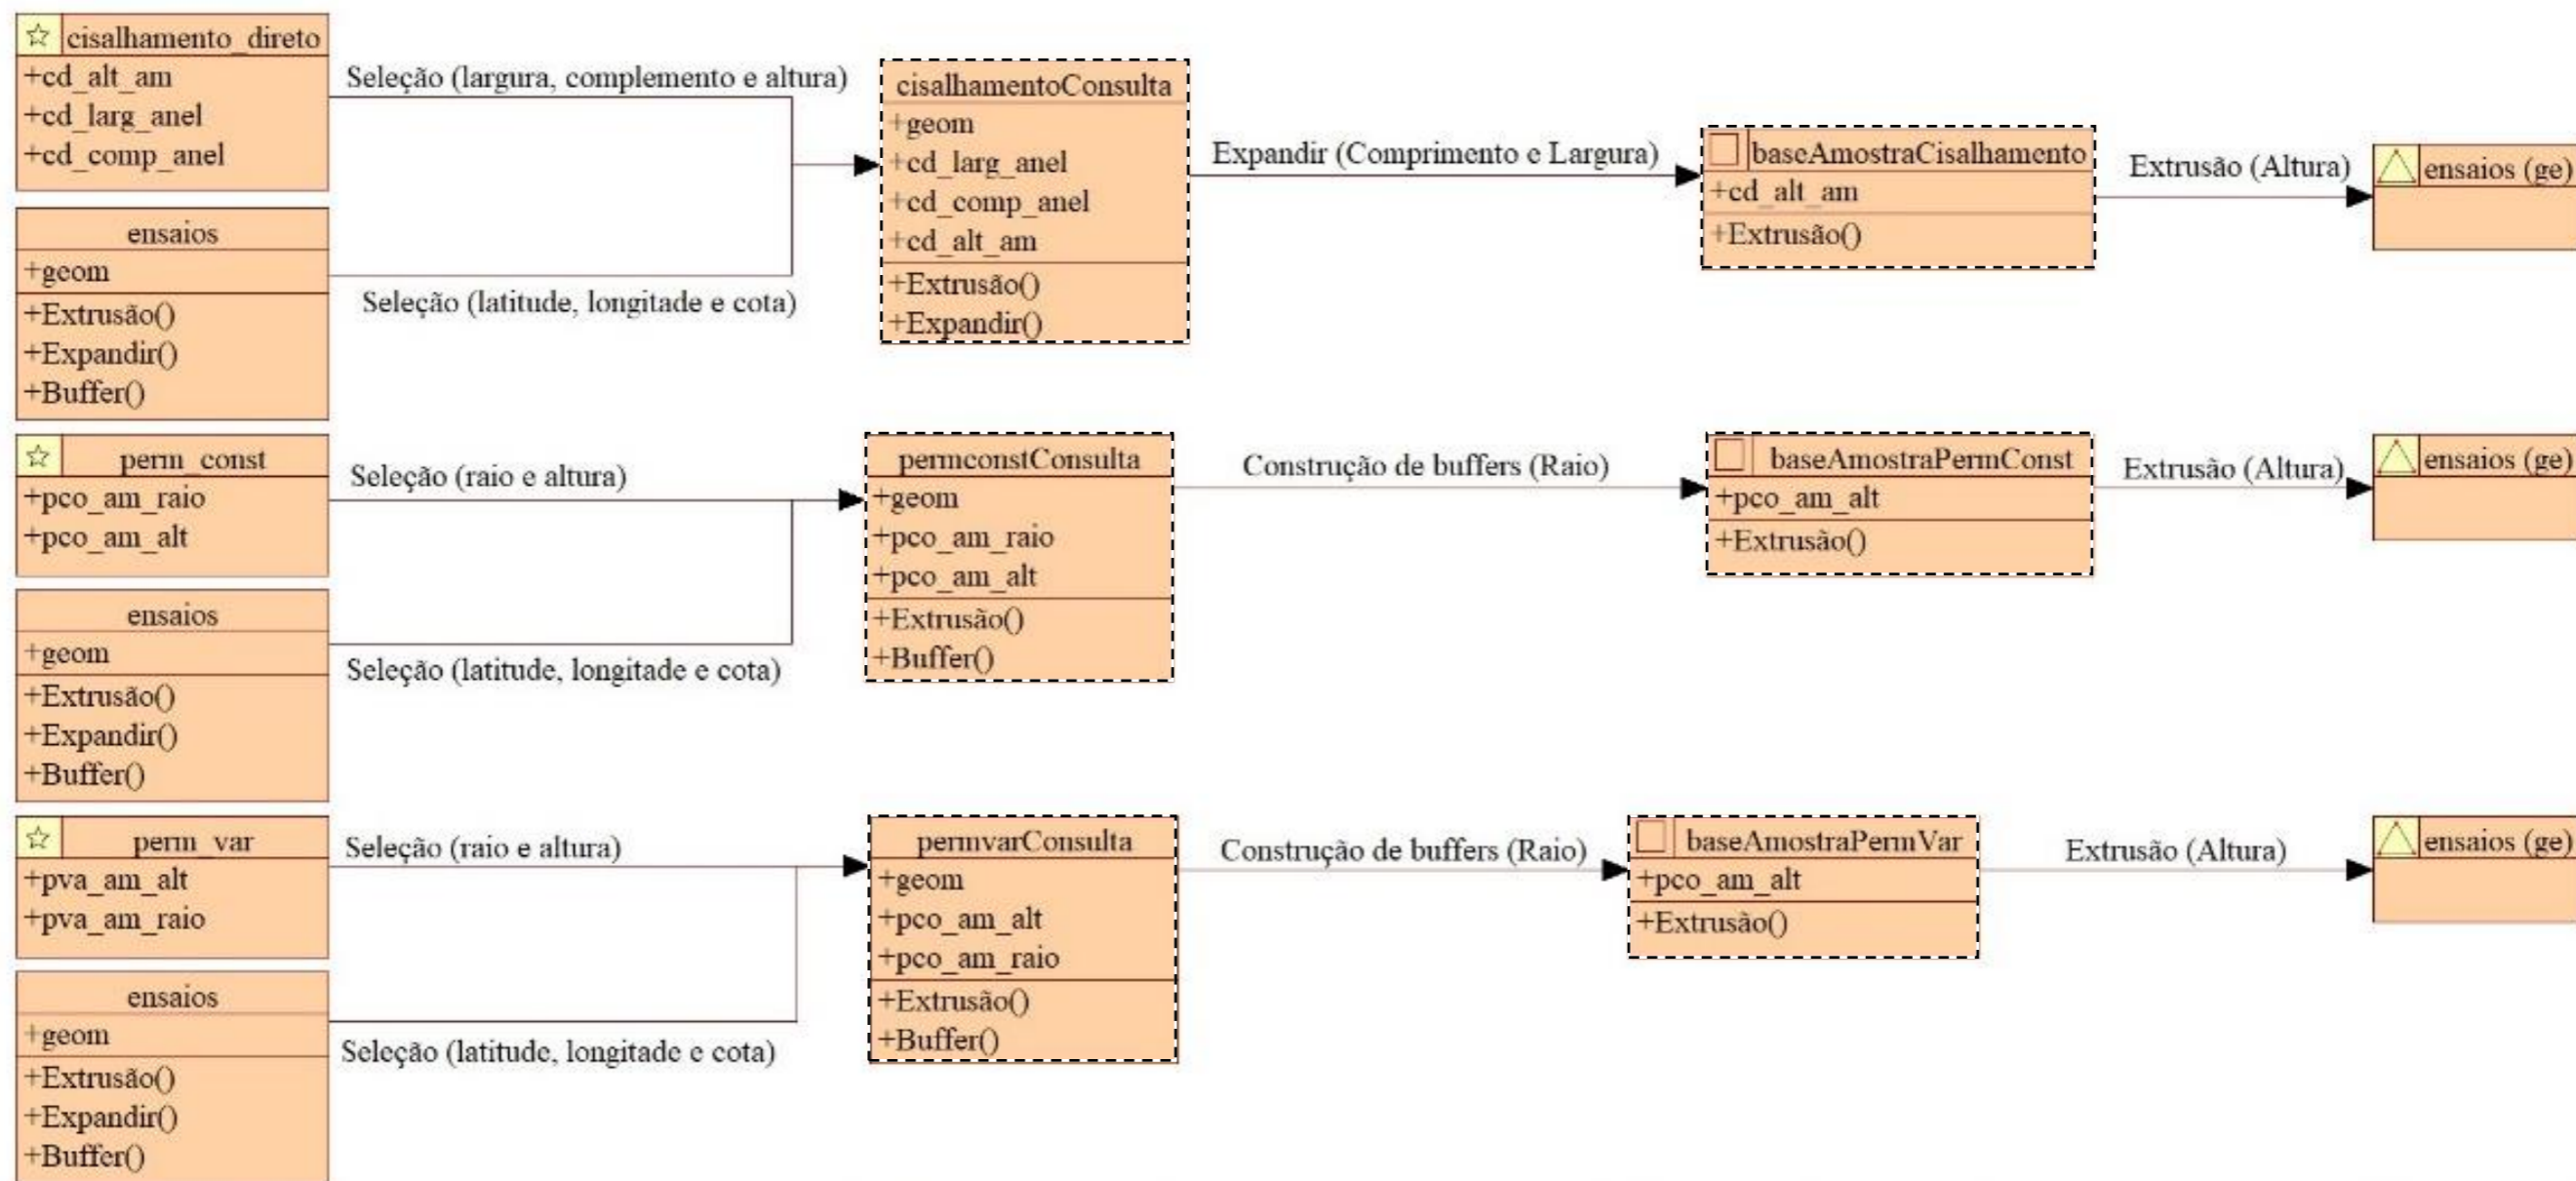 cisalhamento_direto
+cd_alt_am
+cd_larg_anel
+cd_comp_anel
Seleção (largura, complemento e altura)
ensaios
+geom
+Extrusão()
+Expandir()
+Buffer()
Seleção (latitude, longitade e cota)
cisalhamentoConsulta
+geom
+cd_larg_anel
+cd_comp_anel
+cd_alt_am
+Extrusão()
+Expandir()
Expandir (Comprimento e Largura)
baseAmostraCisalhamento
+cd_alt_am
+Extrusão()
Extrusão (Altura)
ensaios (ge)
perm_const
+pco_am_raio
+pco_am_alt
Seleção (raio e altura)
ensaios
+geom
+Extrusão()
+Expandir()
+Buffer()
Seleção (latitude, longitade e cota)
permconstConsulta
+geom
+pco_am_raio
+pco_am_alt
+Extrusão()
+Buffer()
Construção de buffers (Raio)
baseAmostraPermConst
+pco_am_alt
+Extrusão()
Extrusão (Altura)
ensaios (ge)
perm_var
+pva_am_alt
+pva_am_raio
Seleção (raio e altura)
ensaios
+geom
+Extrusão()
+Expandir()
+Buffer()
Seleção (latitude, longitade e cota)
permvarConsulta
+geom
+pco_am_alt
+pco_am_raio
+Extrusão()
+Buffer()
Construção de buffers (Raio)
baseAmostraPermVar
+pco_am_alt
+Extrusão()
Extrusão (Altura)
ensaios (ge)